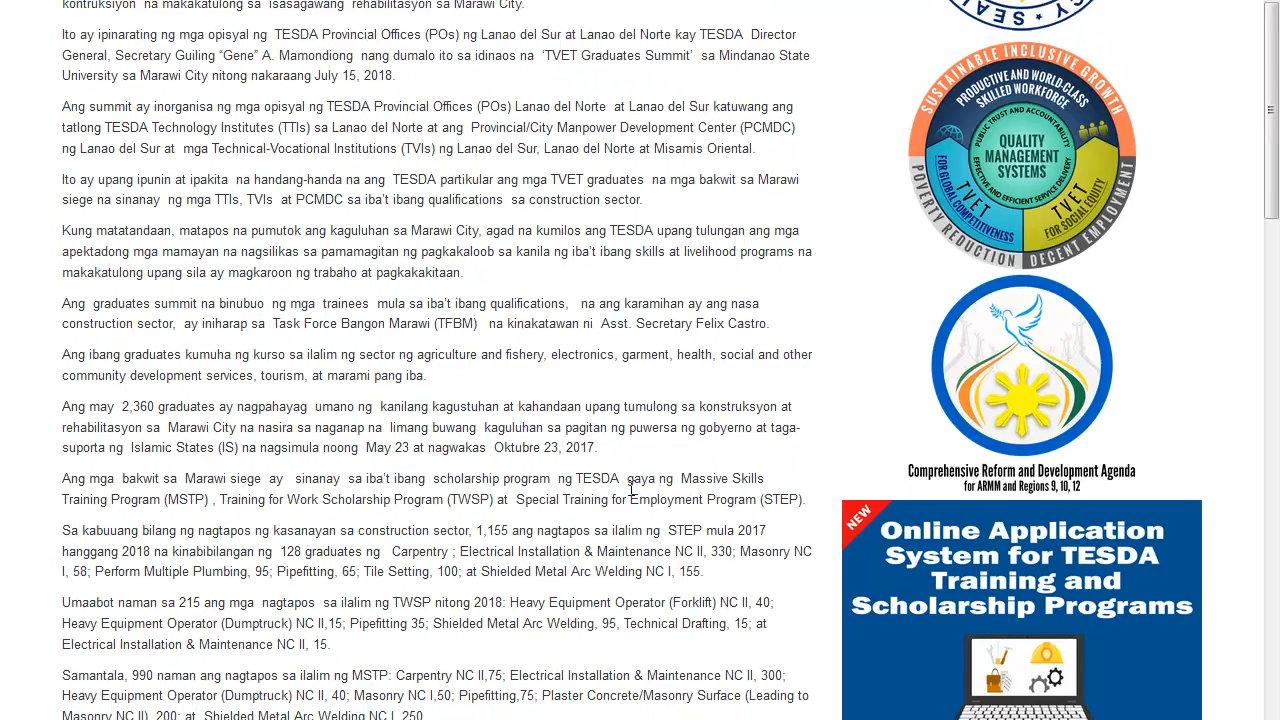 kontruksiyon na makakatulong sa isasagawang rehabilitasyon sa Marawi City.
Ito ay ipinarating ng mga opisyal ng TESDA Provincial Offices (POs) ng Lanao del Sur at Lanao del Norte kay TESDA Director
General, Secretary Guiling “Gene” A. Mamondiong nang dumalo ito sa idinaos na ‘TVET Graduates Summit’ sa Mindanao State
University sa Marawi City nitong nakaraang July 15, 2018.
Ang summit ay inorganisa na mga opisyal ng TESDA Provincial Offices (POs) Lanao del Norte at Lanao del Sur katuwang ang
tatlong TESDA Technology Institutes (TTIs) sa Lanao del Norte at ang Provincial/City Manpower Development Center (PCMDC)
ng Lanao del Sur at mga Technical-Vocational Institutions (TVIs) ng Lanao del Sur, Lanao del Norte at Misamis Oriental.
Ito ay upang ipunin at ipakita ang hanang-hanay ng TESDA partikular ang mga TVET graduates na mga bakwit sa Marawi
siege na sinanay ng mga TTIs, TVIs at PCMDC sa iba’t ibang qualifications sa construction sector.
Kung matatandaan, matapos na pumutok ang kaguluhan sa Marawi City, agad na kumilos ang TESDA upang tulungan ang mga
apektadong mga mamayan na nagsilikas sa pamamagitan ng pagkakaloob sa kanila ng iba’t ibang skills at livelihood programs na
makakatulong upang sila ay magkaroon ng trabaho at pagkakakitaan.
Ang graduates summit na binubuo ng mga trainees mula sa iba’t ibang qualifications, na ang karamihan ay ang nasa
construction sector, ay iniharap sa Task Force Bangon Marawi (TFBM) na kinakatawan ni Asst. Secretary Felix Castro.
Ang ibang graduates kumuha ng kurso sa ilalim ng sector ng agriculture and fishery, electronics, garment, health, social and other
community development services, tourism, at marami pang iba.
Ang may 2,360 graduates ay nagpahayag umano ng kanilang kagustuhan at kahandaan upang tumulong sa konstruksyon at
rehabilitasyon sa Marawi City na nasira sanhi na limang buwang kaguluhan sa pagitan ng puwersa ng gobyerno at taga-
suporta ng Islamic States (IS) na nagsimula noong May 23 at nagwakas Oktubre 23, 2017.
Ang mga bakwit sa Marawi siege ay sinanay sa iba’t ibang scholarship program ng TESDA gaya ng Massive Skills
Training Program (MSTP) , Training for Work Scholarship Program (TWSP) at Special Training for Employment Program (STEP).
Sa kabuuang bilang ng nagtapos ng kasanayan sa construction sector, 1,155 ang nagtapos sa ilalim ng STEP mula 2017
hanggang 2018 na kinabibilangan ng 128 graduates ng Carpentry ; Electrical Installation & Maintenance NC II, 330; Masonry NC
I, 58; Perform Multiple Plumbing, 95; Pipefitting, 65; Tile Setting, 100; at Shielded Metal Arc Welding NC I, 155.
Umaabot naman sa 215 ang mga nagtapos sa ilalim ng TWSP nitong 2018: Heavy Equipment Operator (Forklift) NC II, 40;
Heavy Equipment Operator (Dumptruck) NC II,15; Pipefitting 35; Shielded Metal Arc Welding, 95, Technical Drafting, 15; at
Electrical Installation & Maintenance NC II, 15.
Samantala, 990 naman ang nagtapos sa ilalim ng MSTP: Carpentry NC II,75; Electrical Installation & Maintenance NC II, 300;
Heavy Equipment Operator (Dumptruck) NC II, 40; Masonry NC I,50; Pipefitting,75; Plaster Concrete/Masonry Surface (Leading to
Masonry NC II), 200; at Shielded Metal Arc Welding NC I, 250
SUSTAINABLE INCLUSIVE GROWTH
PRODUCTIVE AND WORLD-CLASS
SKILLED WORKFORCE
PUBLIC TRUST AND ACCOUNTABILITY
QUALITY
MANAGEMENT
SYSTEMS
EFFECTIVE AND EFFICIENT SERVICE DELIVERY
TVET
FOR GLOBAL COMPETITIVENESS
TVET
FOR SOCIAL EQUITY
POVERTY REDUCTION
DECENT EMPLOYMENT
Comprehensive Reform and Development Agenda
for ARMM and Regions 9, 10, 12
NEW
Online Application
System for TESDA
Training and
Scholarship Programs